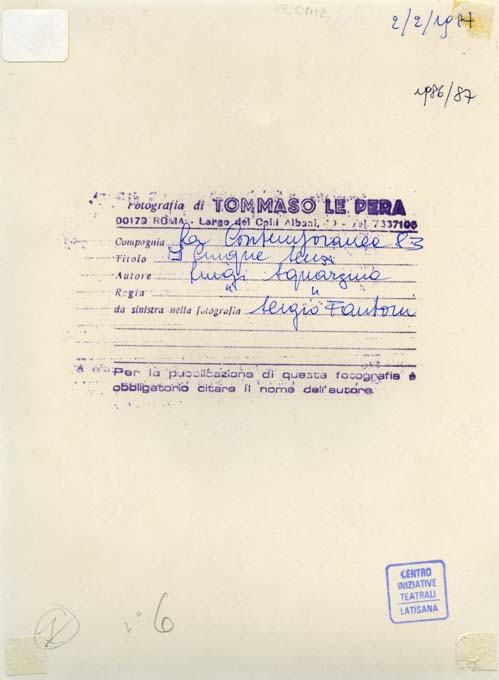 2/2/1987
1986/87
Fotografia di TOMMASO LE PERA
00179 ROMA - Largo dei Colli Albani, - Tel. 7337106
Compagnia La Contemporanea 83
Titolo I Cinque sensi
Autore Luigi Squarzina
Regia " "
da sinistra nella fotografia Sergio Fantoni
Per la pubblicazione di questa fotografia è
obbligatorio citare il nome dell'autore.
CENTRO
INIZIATIVE
TEATRALI
LATISANA
n° 6